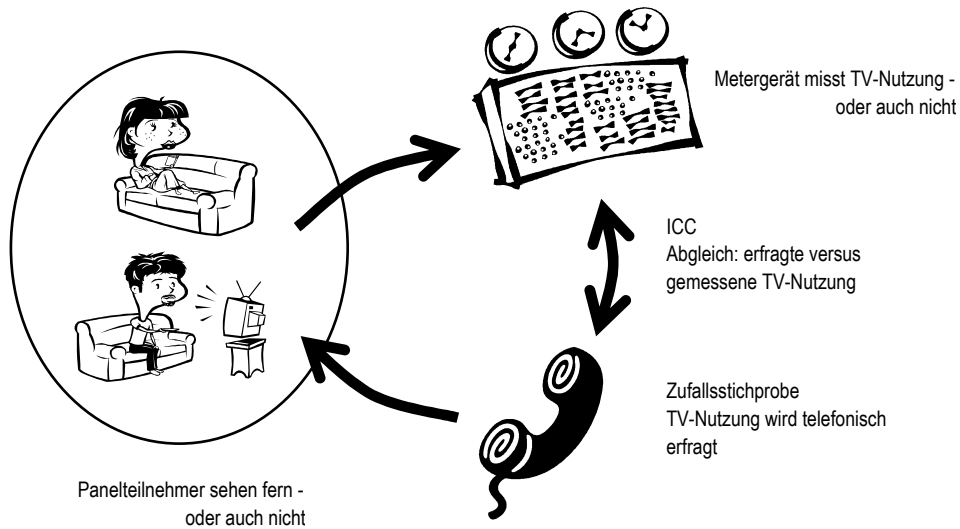 Metergerät misst TV-Nutzung -
oder auch nicht
ICC
Abgleich: erfragte versus
gemessene TV-Nutzung
Zufallsstichprobe
TV-Nutzung wird telefonisch
erfragt
Panelteilnehmer sehen fern -
oder auch nicht